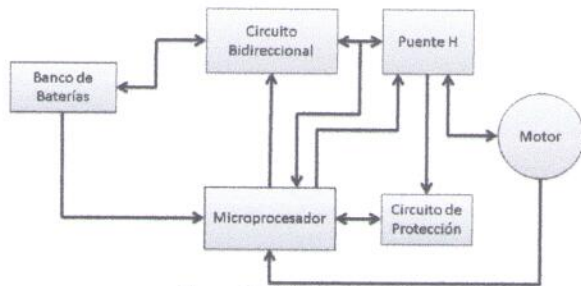 Circuito
Bidireccional
Puente H
Banco de
Baterías
Motor
Microprocesador
Circuito de
Protección